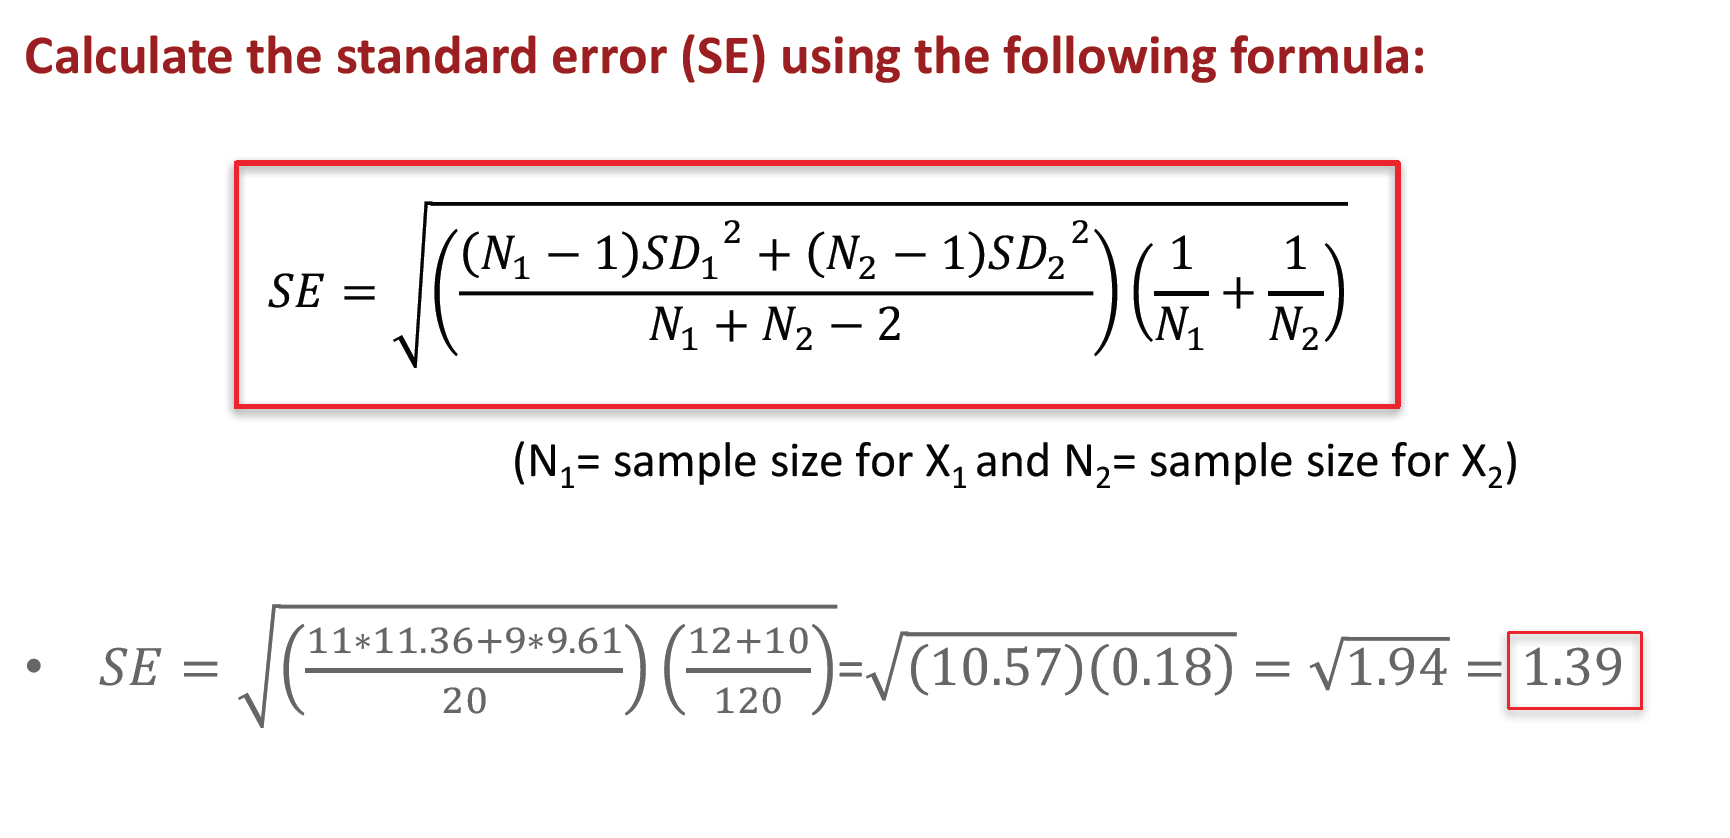 Calculate the standard error (SE) using the following formula:
SE = √(((N₁ − 1)SD₁² + (N₂ − 1)SD₂²)/(N₁ + N₂ − 2))(1/N₁ + 1/N₂)
(N₁= sample size for X₁ and N₂= sample size for X₂)
• SE = √((11*11.36+9*9.61)/20)((12+10)/120)=√(10.57)(0.18) = √1.94 = 1.39